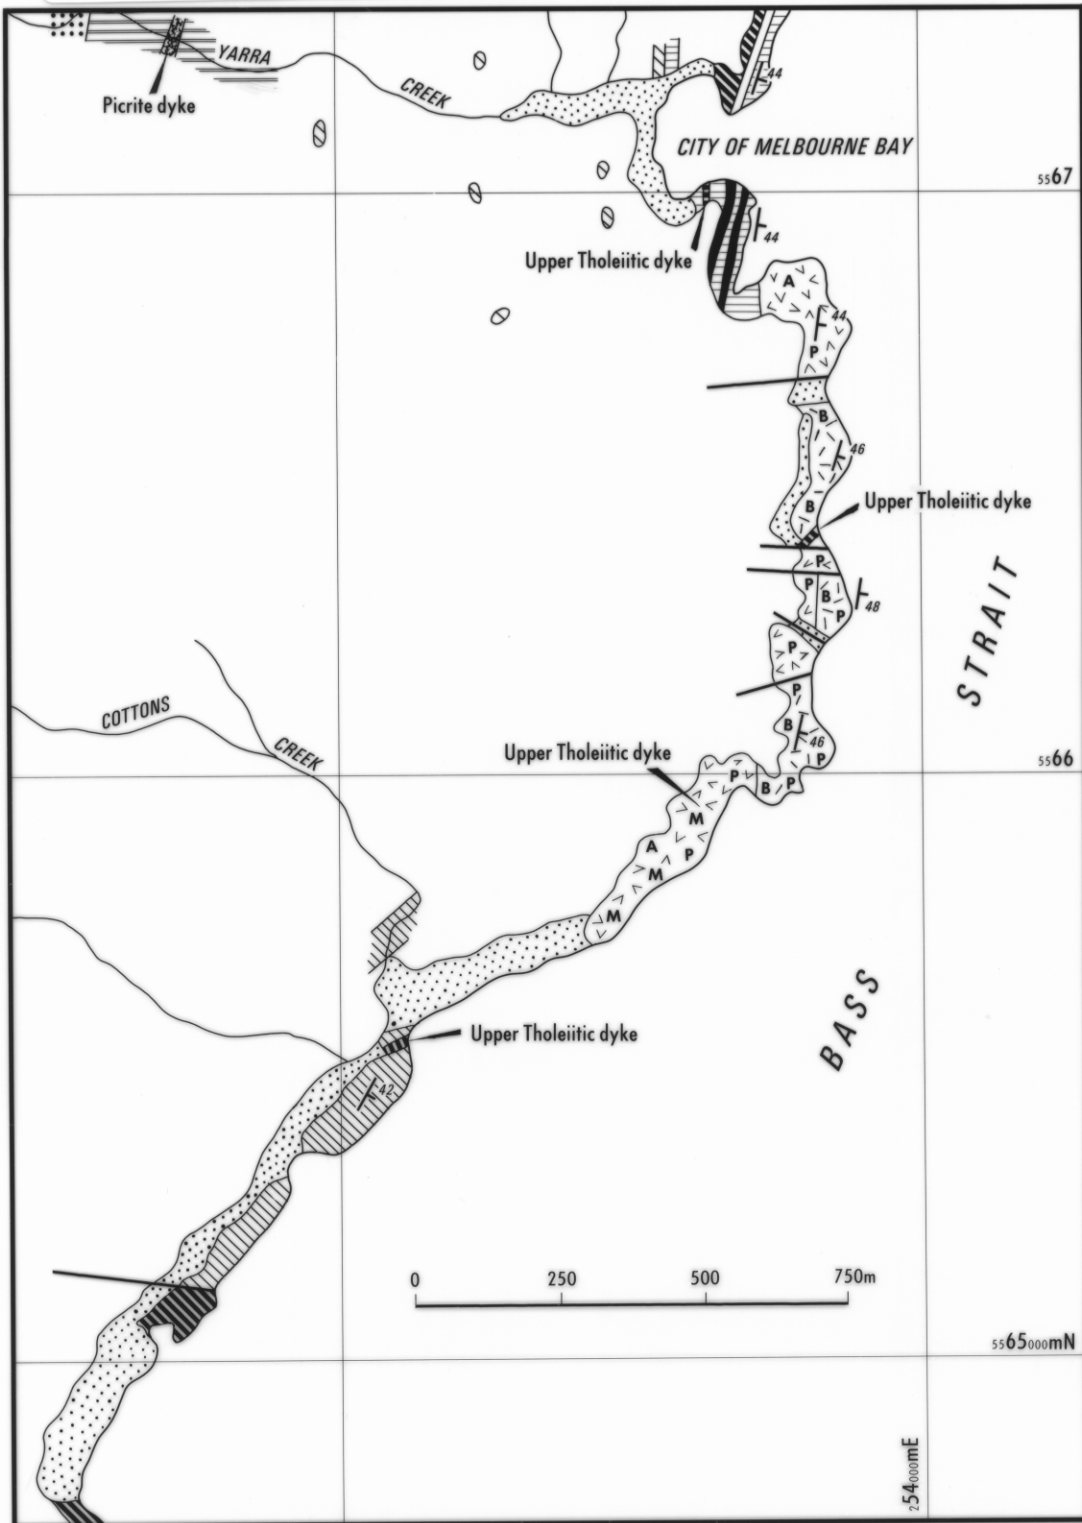 YARRA
Picrite dyke
CREEK
44
CITY OF MELBOURNE BAY
5567
44
Upper Tholeiitic dyke
A
44
P
B
46
B
Upper Tholeiitic dyke
P
P
B
48
P
STRAIT
P
P
COTTONS
B
46
CREEK
Upper Tholeiitic dyke
P
5566
P
B
P
M
A
P
M
M
BASS
Upper Tholeiitic dyke
42
0 250 500 750m
5565000mN
254000mE